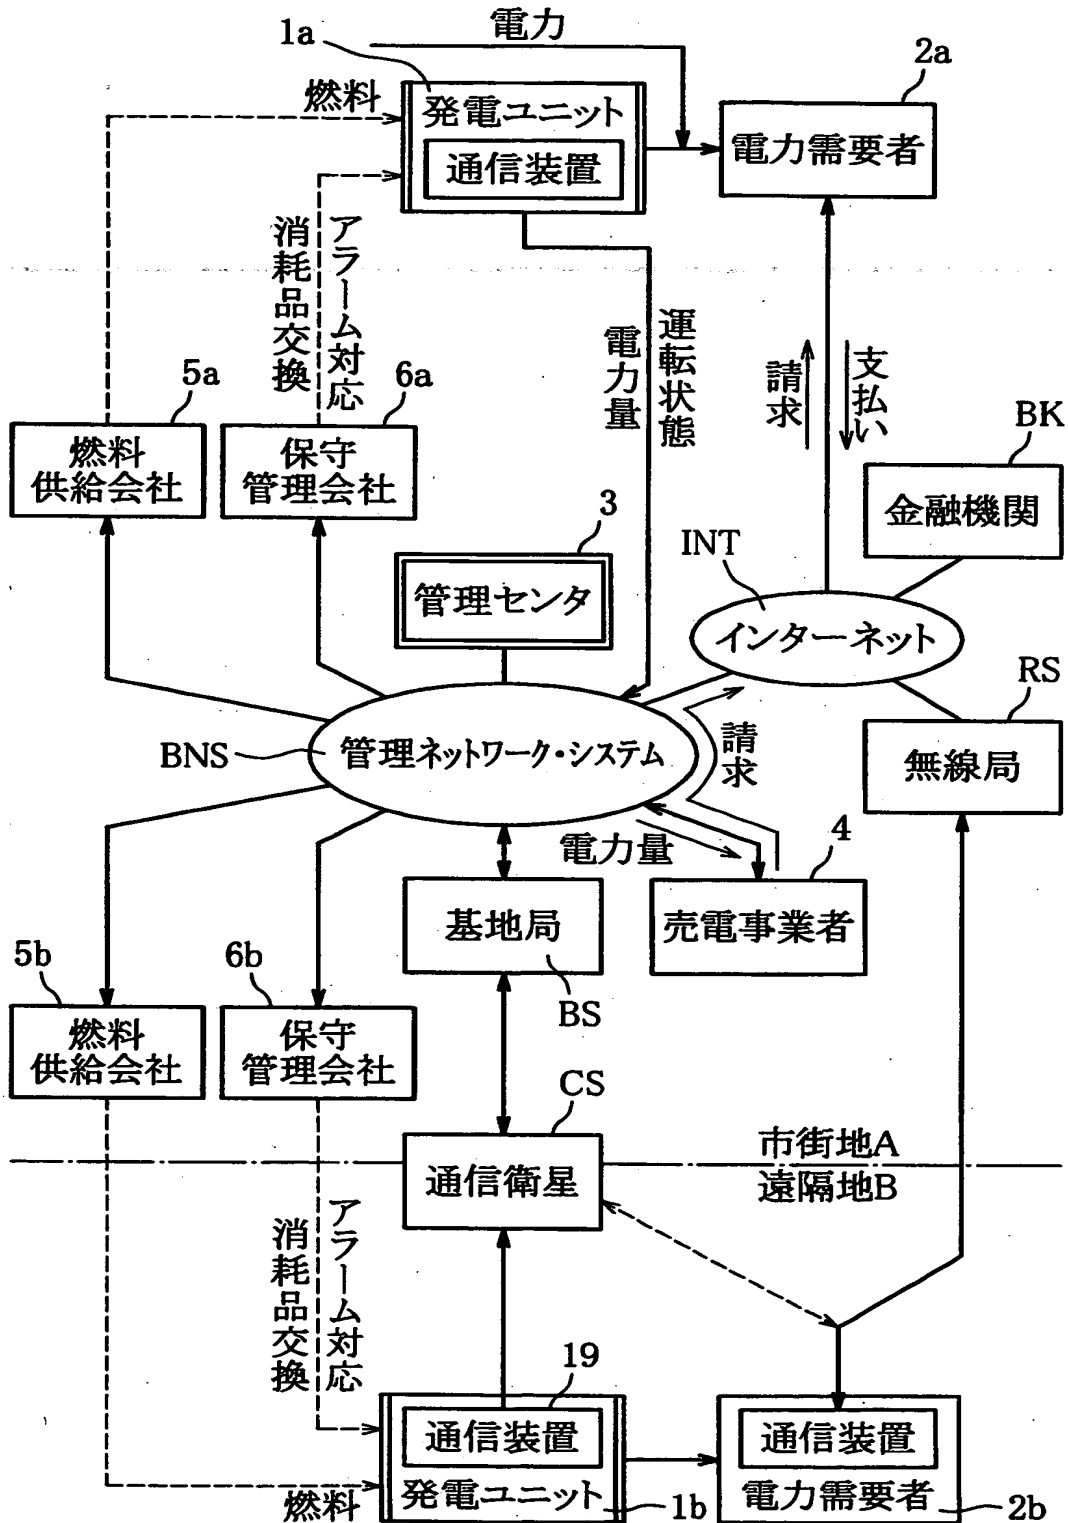 電力
1a
2a
燃料
発電ユニット
通信装置
電力需要者
消耗品交換
アラーム対応
電力量
運転状態
請求
支払い
5a
6a
BK
燃料
供給会社
保守
管理会社
金融機関
3
INT
管理センタ
インターネット
RS
BNS
管理ネットワーク・システム
請求
無線局
電力量
4
基地局
売電事業者
5b
6b
BS
燃料
供給会社
保守
管理会社
CS
市街地A
通信衛星
遠隔地B
消耗品交換
アラーム対応
19
通信装置
通信装置
燃料
発電ユニット
1b
電力需要者
2b